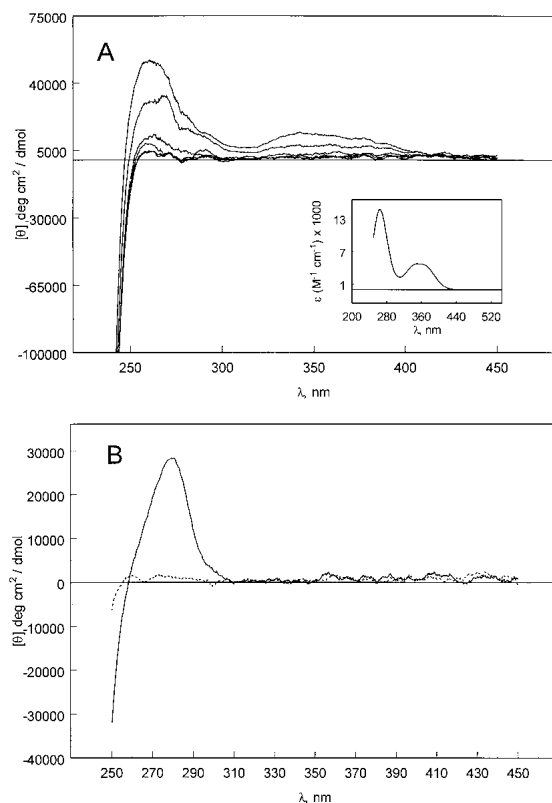 A
75000
40000
5000
-30000
-65000
-100000
[θ], deg cm² / dmol
250 300 350 400 450
λ, nm
ε (M⁻¹ cm⁻¹) x 1000
13
7
1
200 280 360 440 520
λ, nm
B
30000
20000
10000
0
-10000
-20000
-30000
-40000
[θ], deg cm² / dmol
250 270 290 310 330 350 370 390 410 430 450
λ, nm